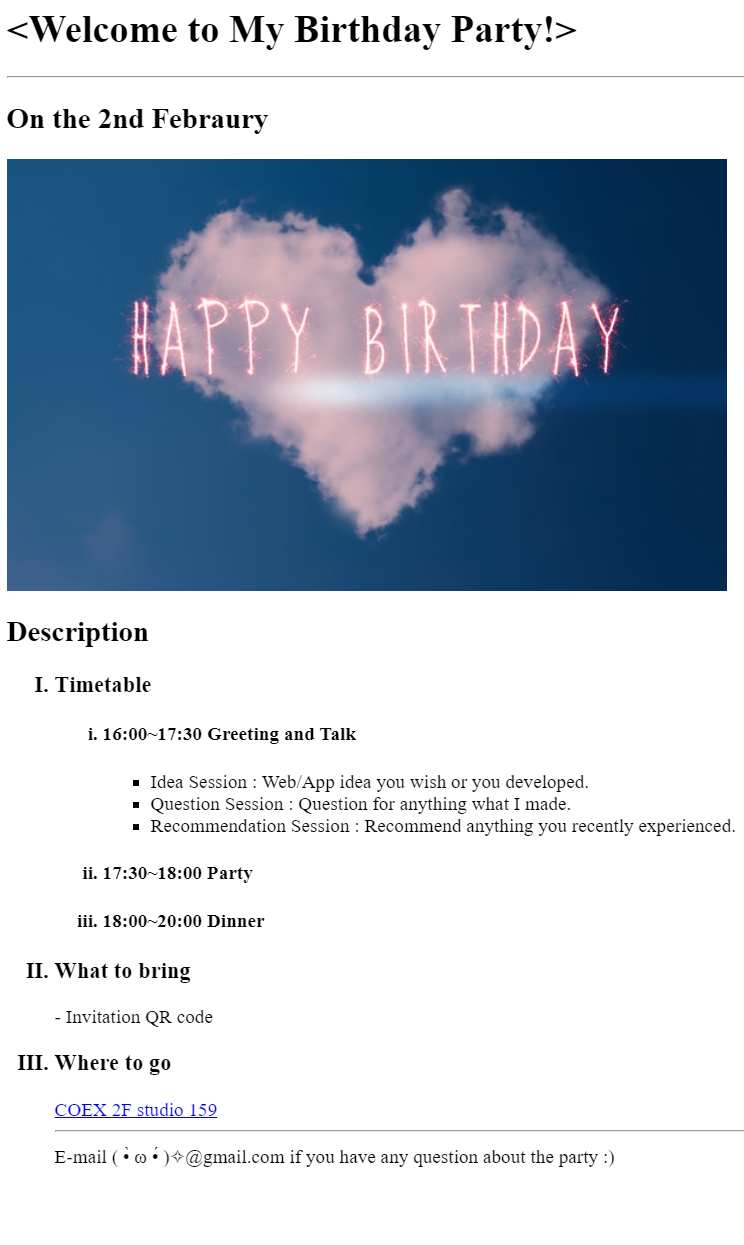 <Welcome to My Birthday Party!>
On the 2nd Febraury
HAPPY BIRTHDAY
Description
I. Timetable
i. 16:00~17:30 Greeting and Talk
▪ Idea Session : Web/App idea you wish or you developed.
▪ Question Session : Question for anything what I made.
▪ Recommendation Session : Recommend anything you recently experienced.
ii. 17:30~18:00 Party
iii. 18:00~20:00 Dinner
II. What to bring
- Invitation QR code
III. Where to go
COEX 2F studio 159
E-mail ( •̀ ω •́ )✧@gmail.com if you have any question about the party :)